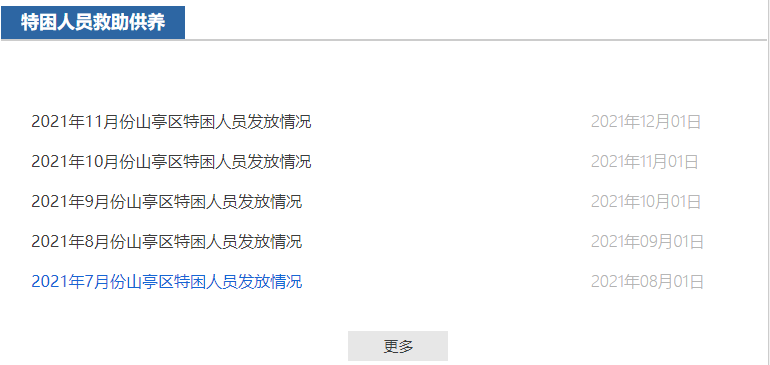 特困人员救助供养
2021年11月份山亭区特困人员发放情况 2021年12月01日
2021年10月份山亭区特困人员发放情况 2021年11月01日
2021年9月份山亭区特困人员发放情况 2021年10月01日
2021年8月份山亭区特困人员发放情况 2021年09月01日
2021年7月份山亭区特困人员发放情况 2021年08月01日
更多